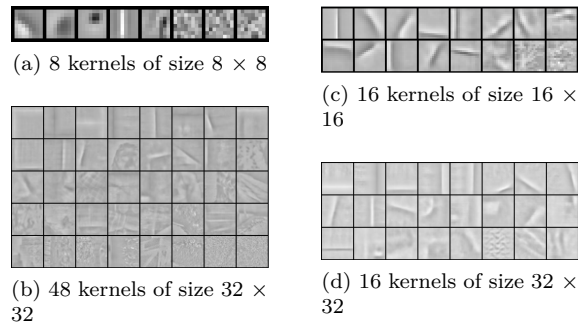 (a) 8 kernels of size 8 × 8
(b) 48 kernels of size 32 ×
32
(c) 16 kernels of size 16 ×
16
(d) 16 kernels of size 32 ×
32